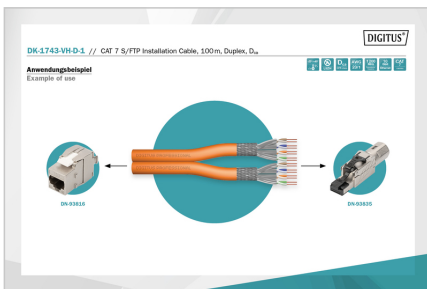 DIGITUS®
DK-1743-VH-D-1 // CAT 7 S/FTP Installation Cable, 100 m, Duplex, Dca
Anwendungsbeispiel
Example of use
DN-93616
DN-93835